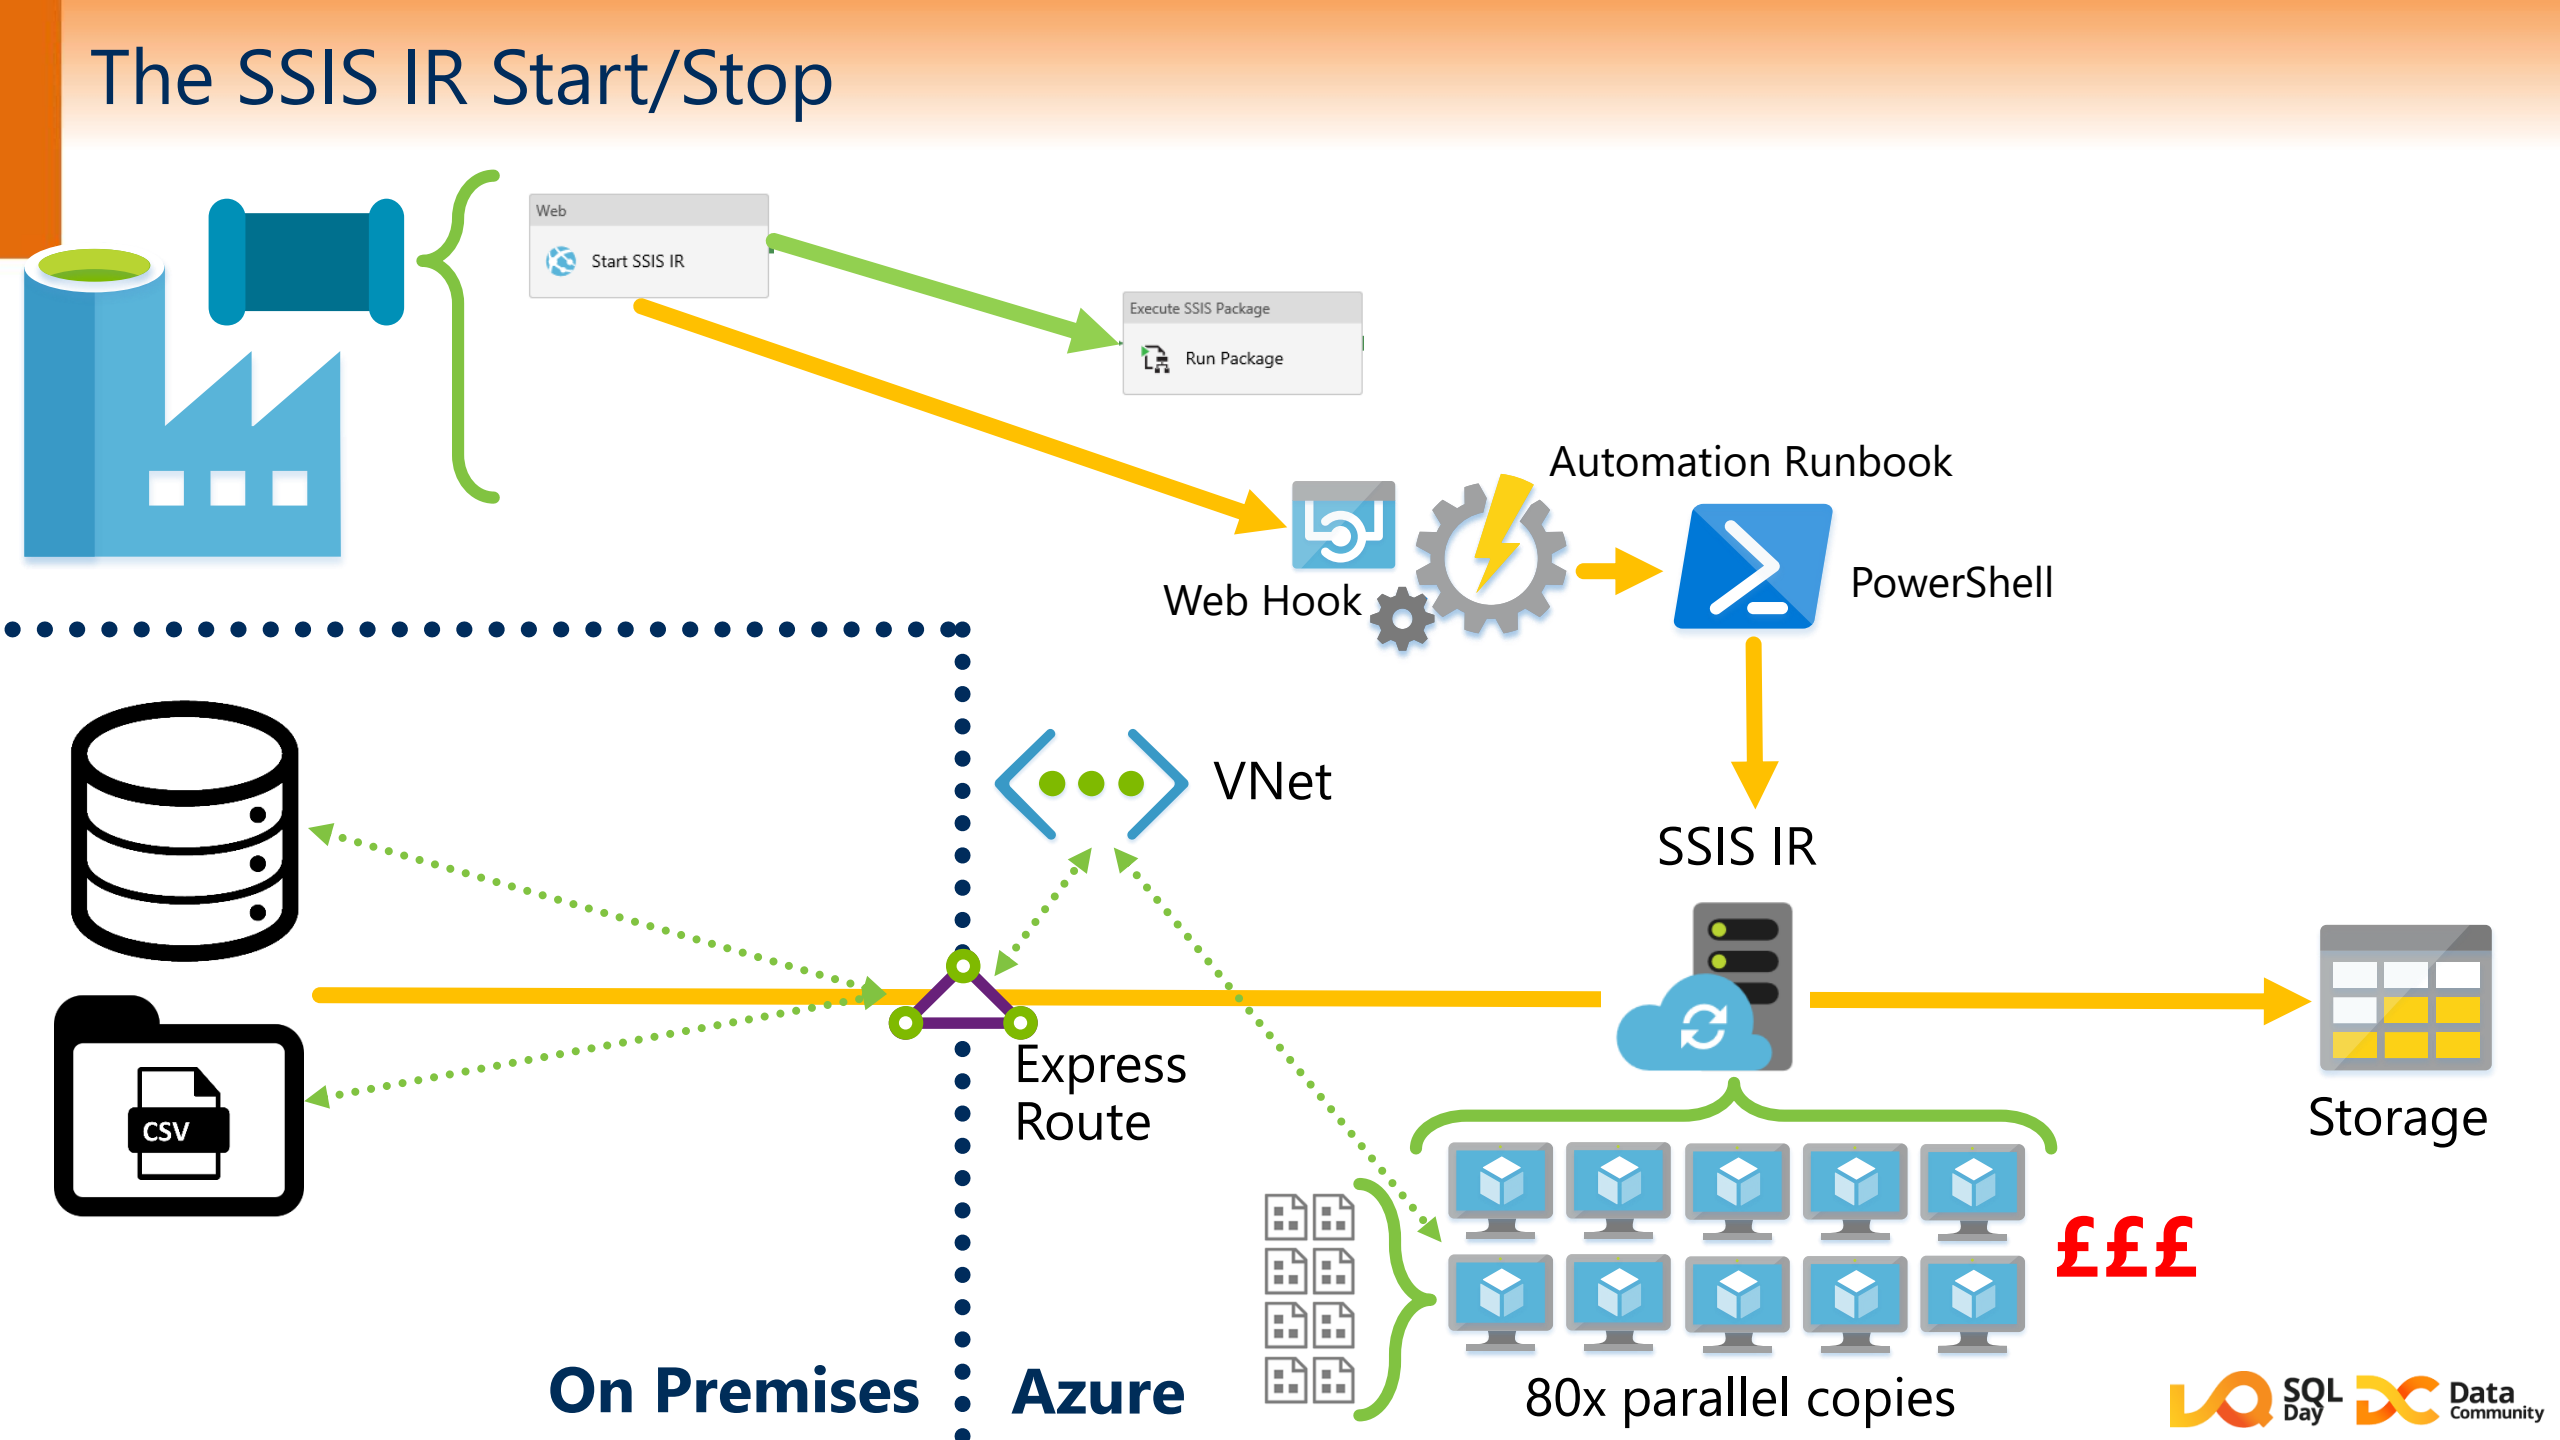 The SSIS IR Start/Stop
Web
Start SSIS IR
Execute SSIS Package
Run Package
Automation Runbook
Web Hook
PowerShell
VNet
SSIS IR
CSV
Express
Route
Storage
£££
80x parallel copies
On Premises
Azure
SQL
Day
Data
Community